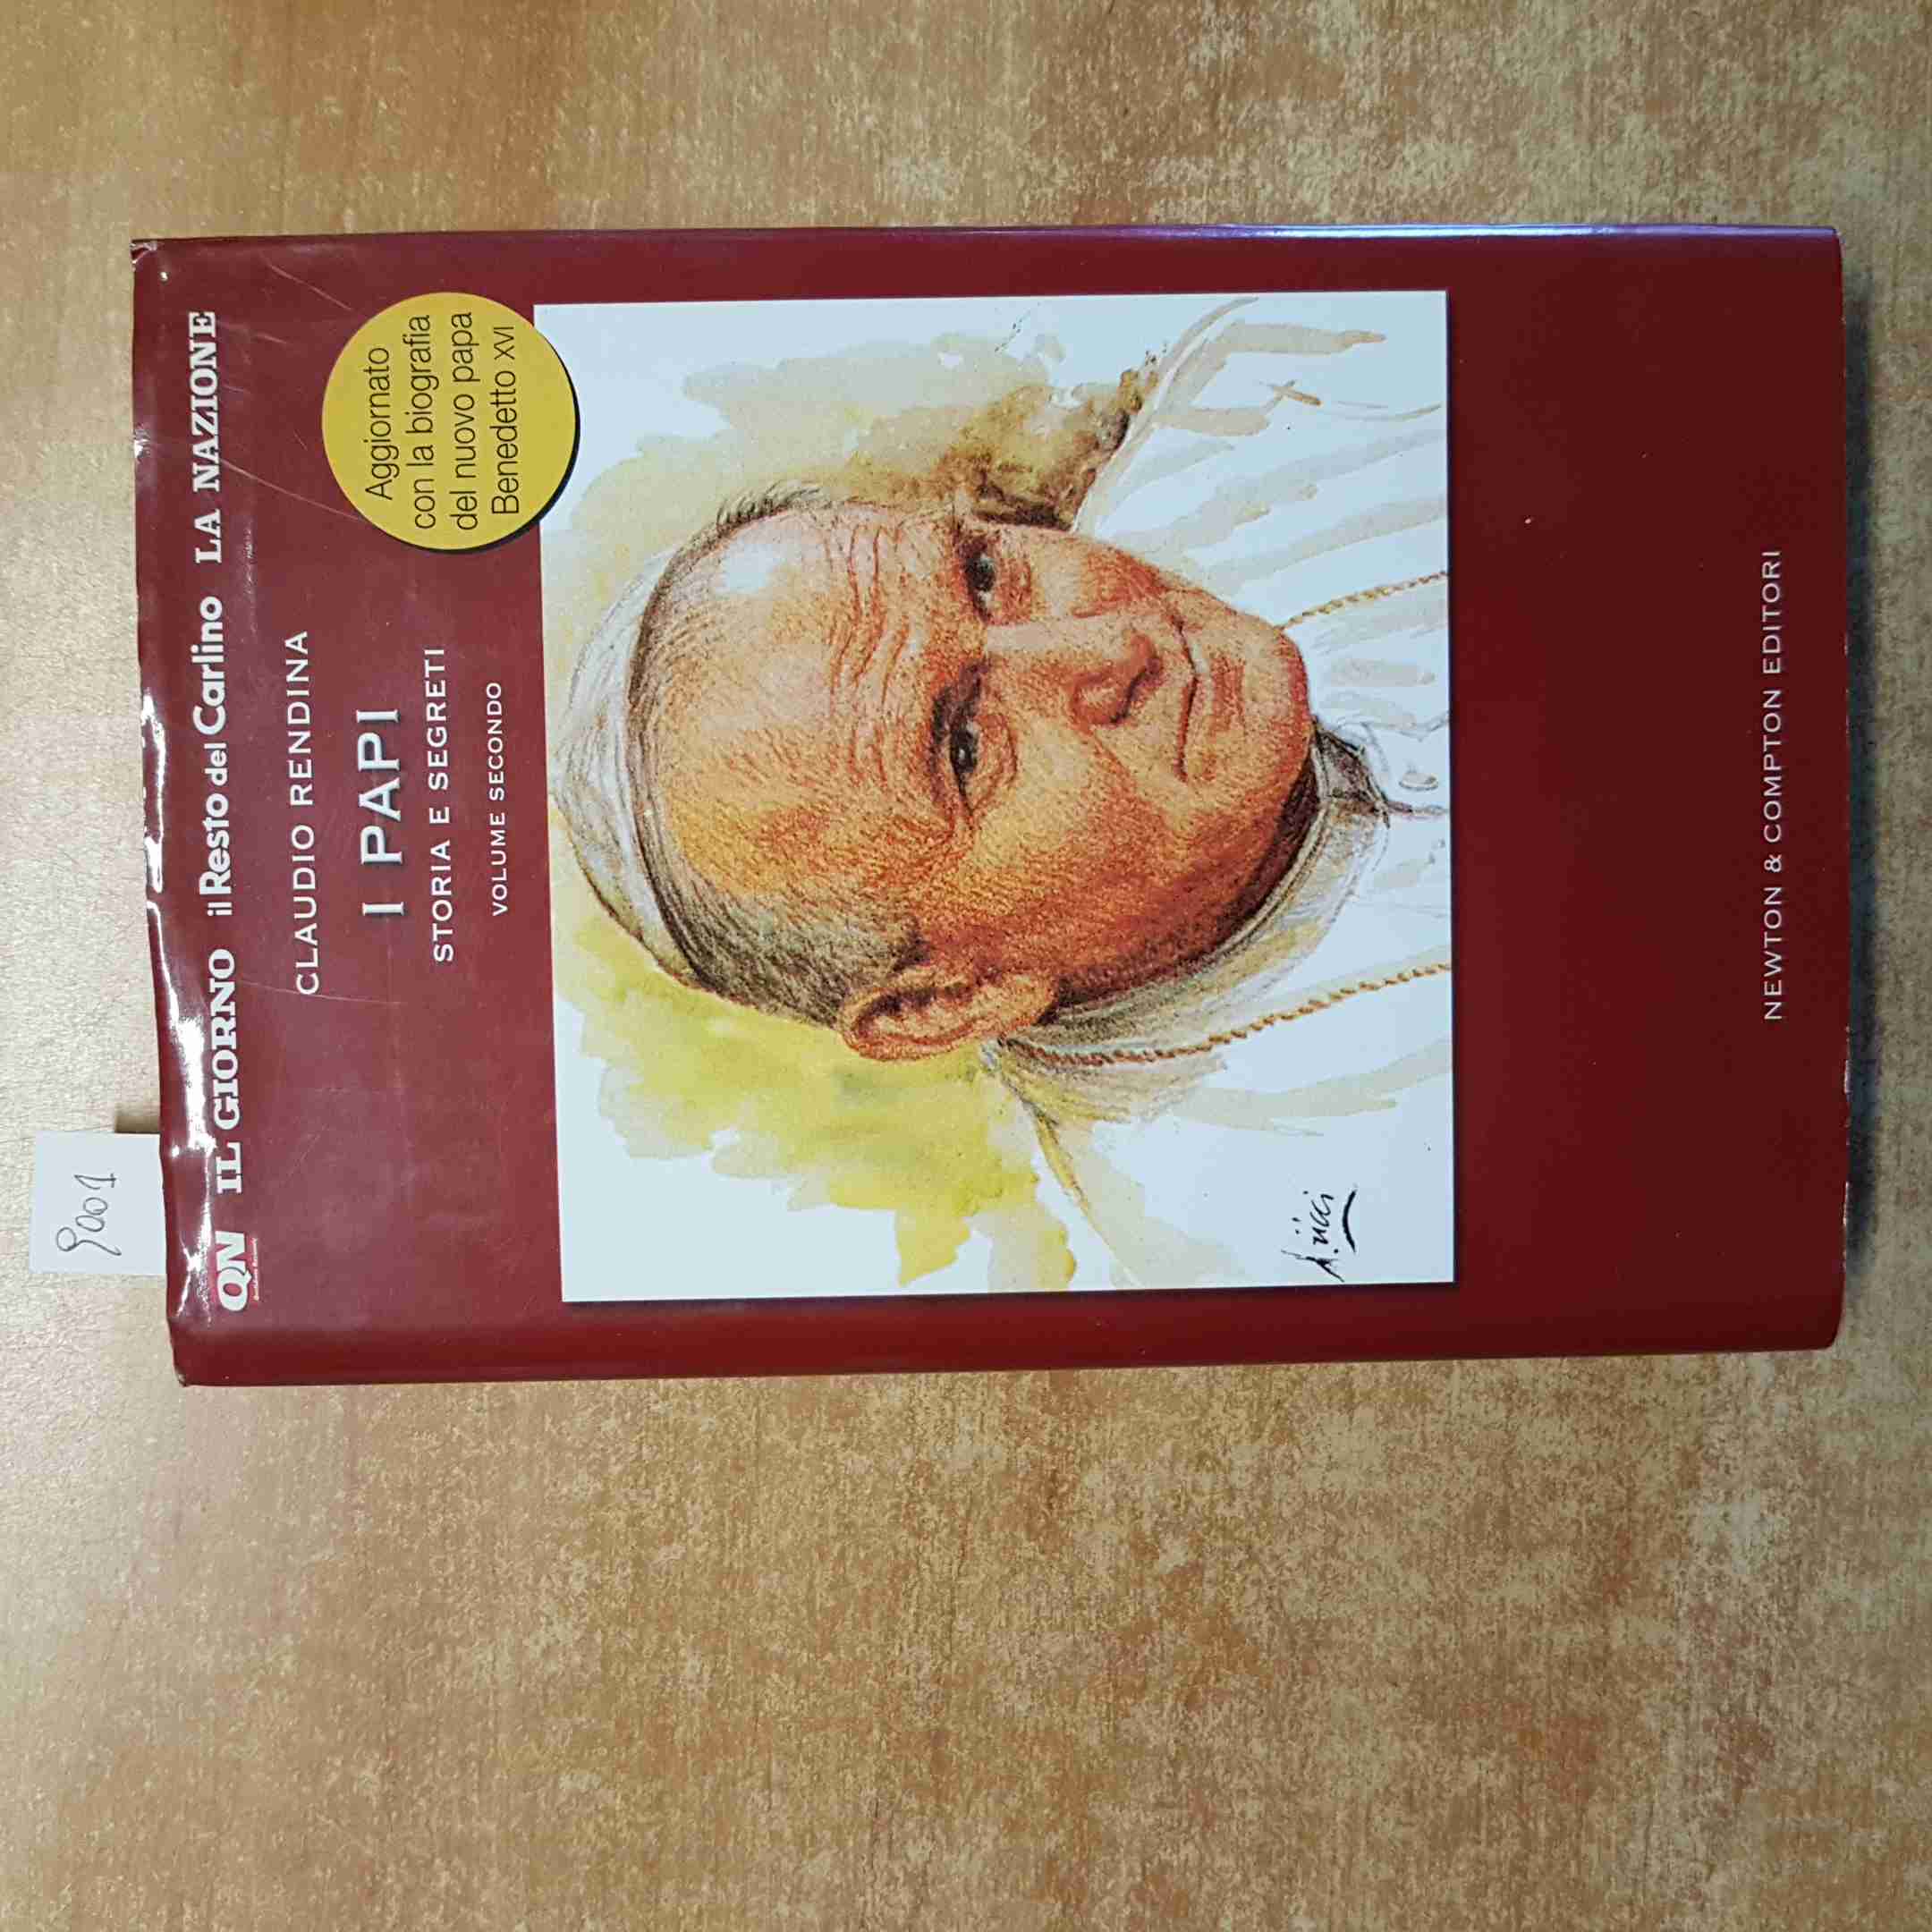 9001
QN IL GIORNO il Resto del Carlino LA NAZIONE
CLAUDIO RENDINA
I PAPI
STORIA E SEGRETI
VOLUME SECONDO
Aggiornato
con la biografia
del nuovo papa
Benedetto XVI
NEWTON & COMPTON EDITORI